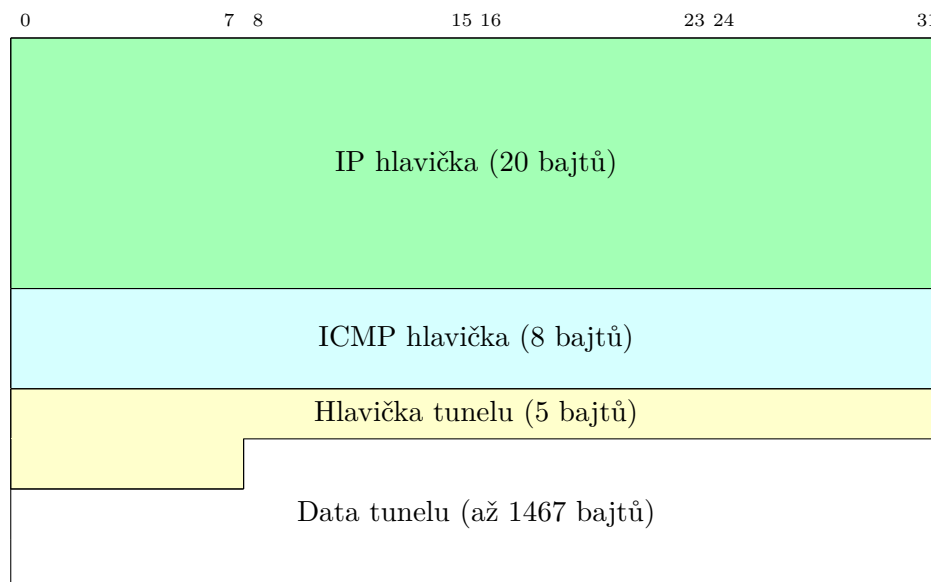 0 7 8 15 16 23 24 31
IP hlavička (20 bajtů)
ICMP hlavička (8 bajtů)
Hlavička tunelu (5 bajtů)
Data tunelu (až 1467 bajtů)